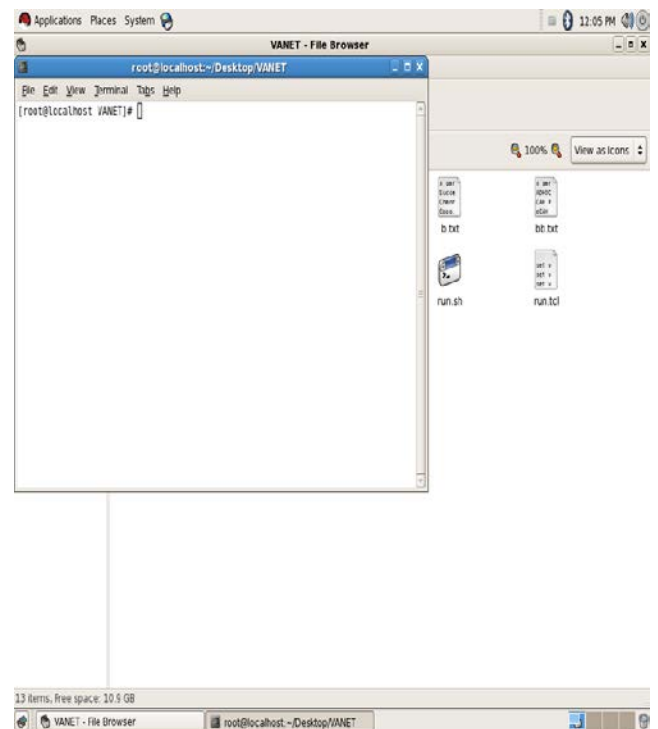 Applications Places System 12:05 PM
VANET - File Browser
root@localhost:~/Desktop/VANET
File Edit View Terminal Tabs Help
[root@localhost VANET]#
100% View as Icons
b.txt bb.txt
run.sh run.tcl
13 items, Free space: 10.9 GB
VANET - File Browser root@localhost:~/Desktop/VANET